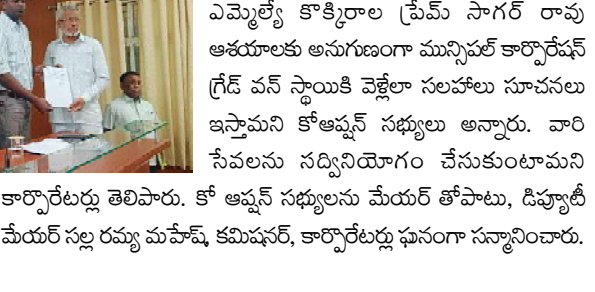 ఎమ్మెల్యే కొక్కిరాల ప్రేమ్ సాగర్ రావు
ఆశయాలకు అనుగుణంగా మున్సిపల్ కార్పొరేషన్
గ్రేడ్ వన్ స్థాయికి వెళ్లేలా సలహాలు సూచనలు
ఇస్తామని కోఆప్షన్ సభ్యులు అన్నారు. వారి
సేవలను సద్వినియోగం చేసుకుంటామని
కార్పొరేటర్లు తెలిపారు. కో ఆప్షన్ సభ్యులను మేయర్ తోపాటు, డిప్యూటీ
మేయర్ సల్ల రమ్య మహేష్, కమిషనర్, కార్పొరేటర్లు ఘనంగా సన్మానించారు.